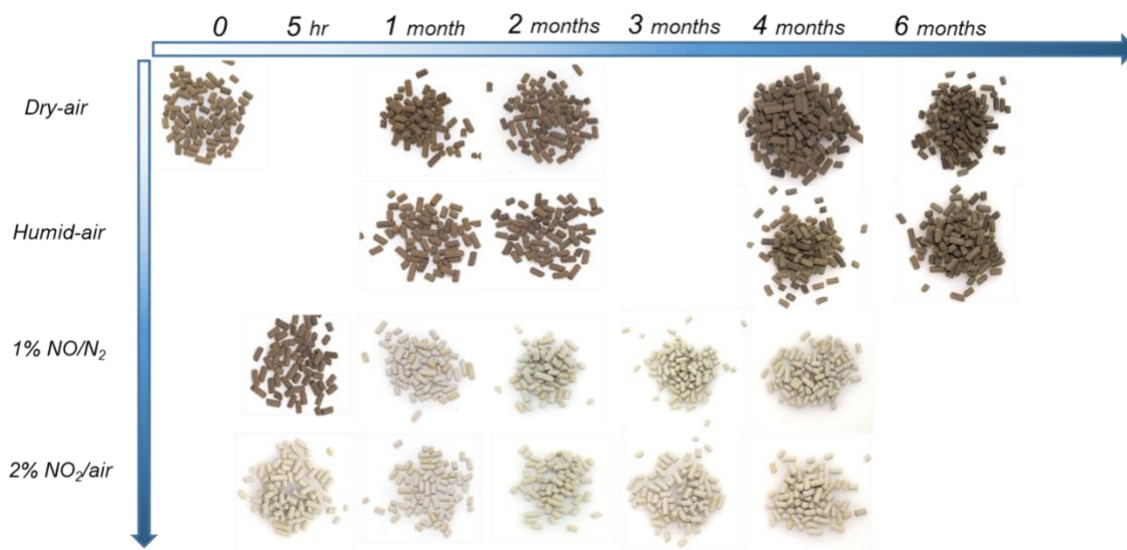 0 5 hr 1 month 2 months 3 months 4 months 6 months
Dry-air
Humid-air
1% NO/N₂
2% NO₂/air